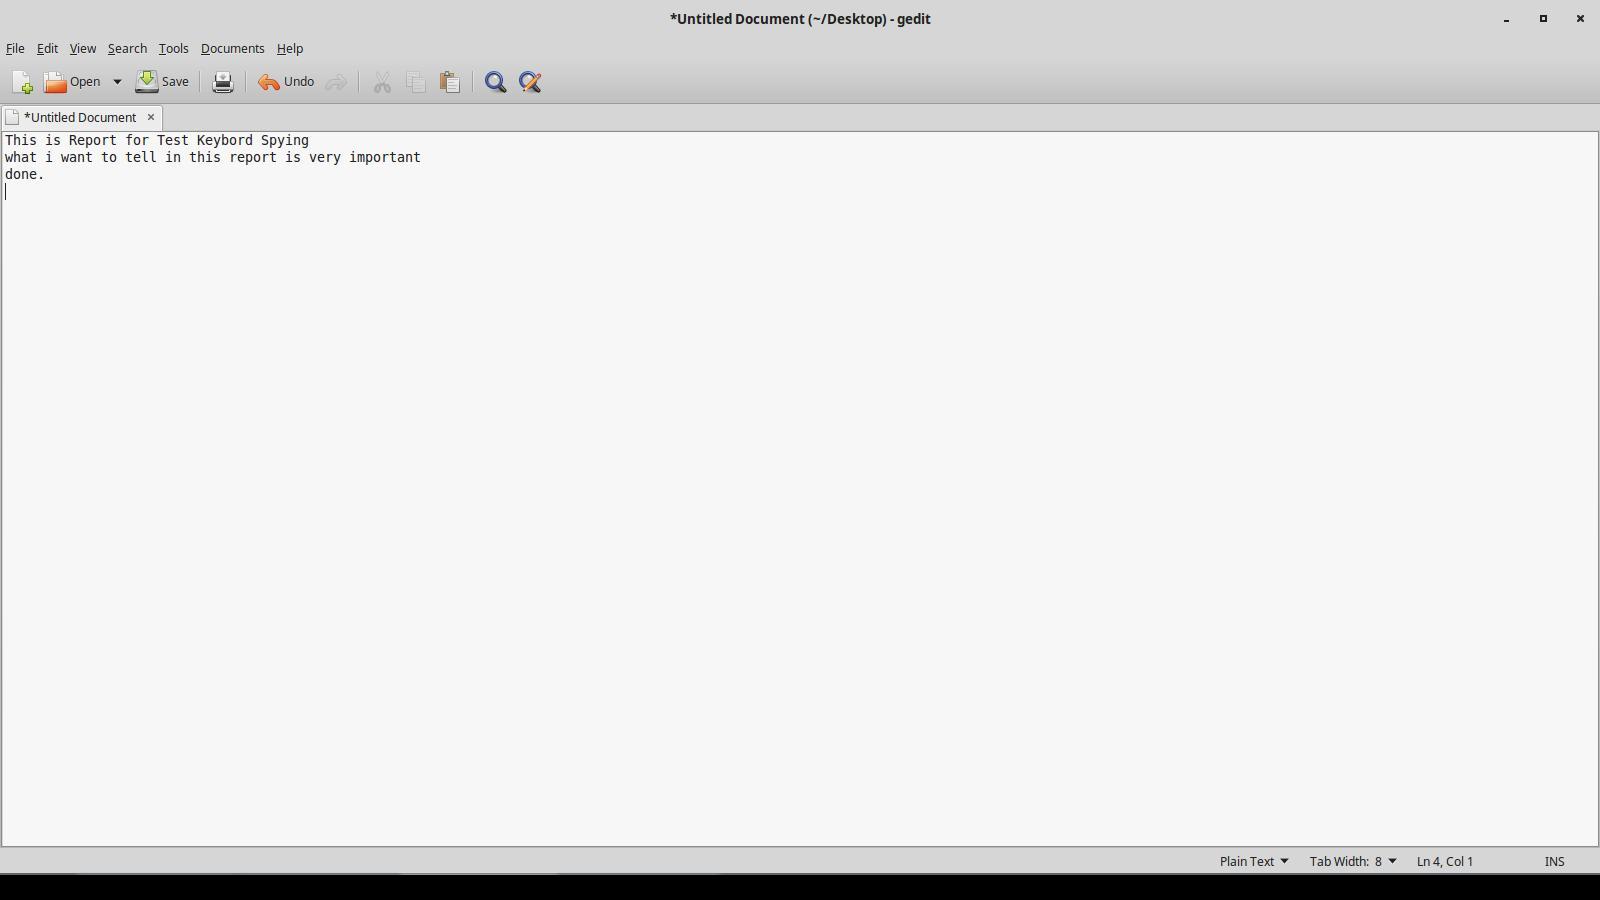 *Untitled Document (~/Desktop) - gedit
File Edit View Search Tools Documents Help
Open Save Undo
*Untitled Document
This is Report for Test Keybord Spying
what i want to tell in this report is very important
done.
Plain Text Tab Width: 8 Ln 4, Col 1 INS